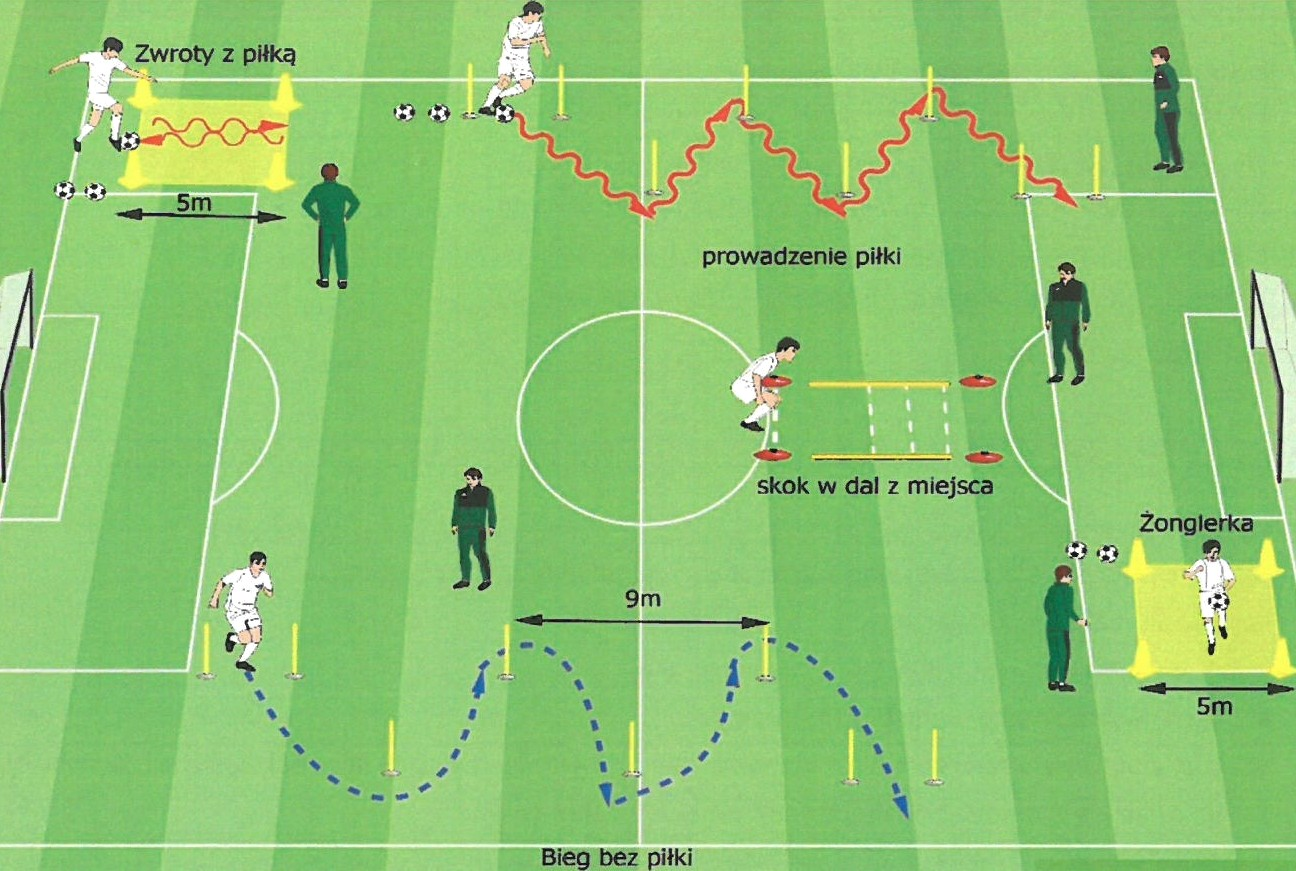 Zwroty z piłką
5m
prowadzenie piłki
skok w dal z miejsca
Żonglerka
9m
5m
Bieg bez piłki